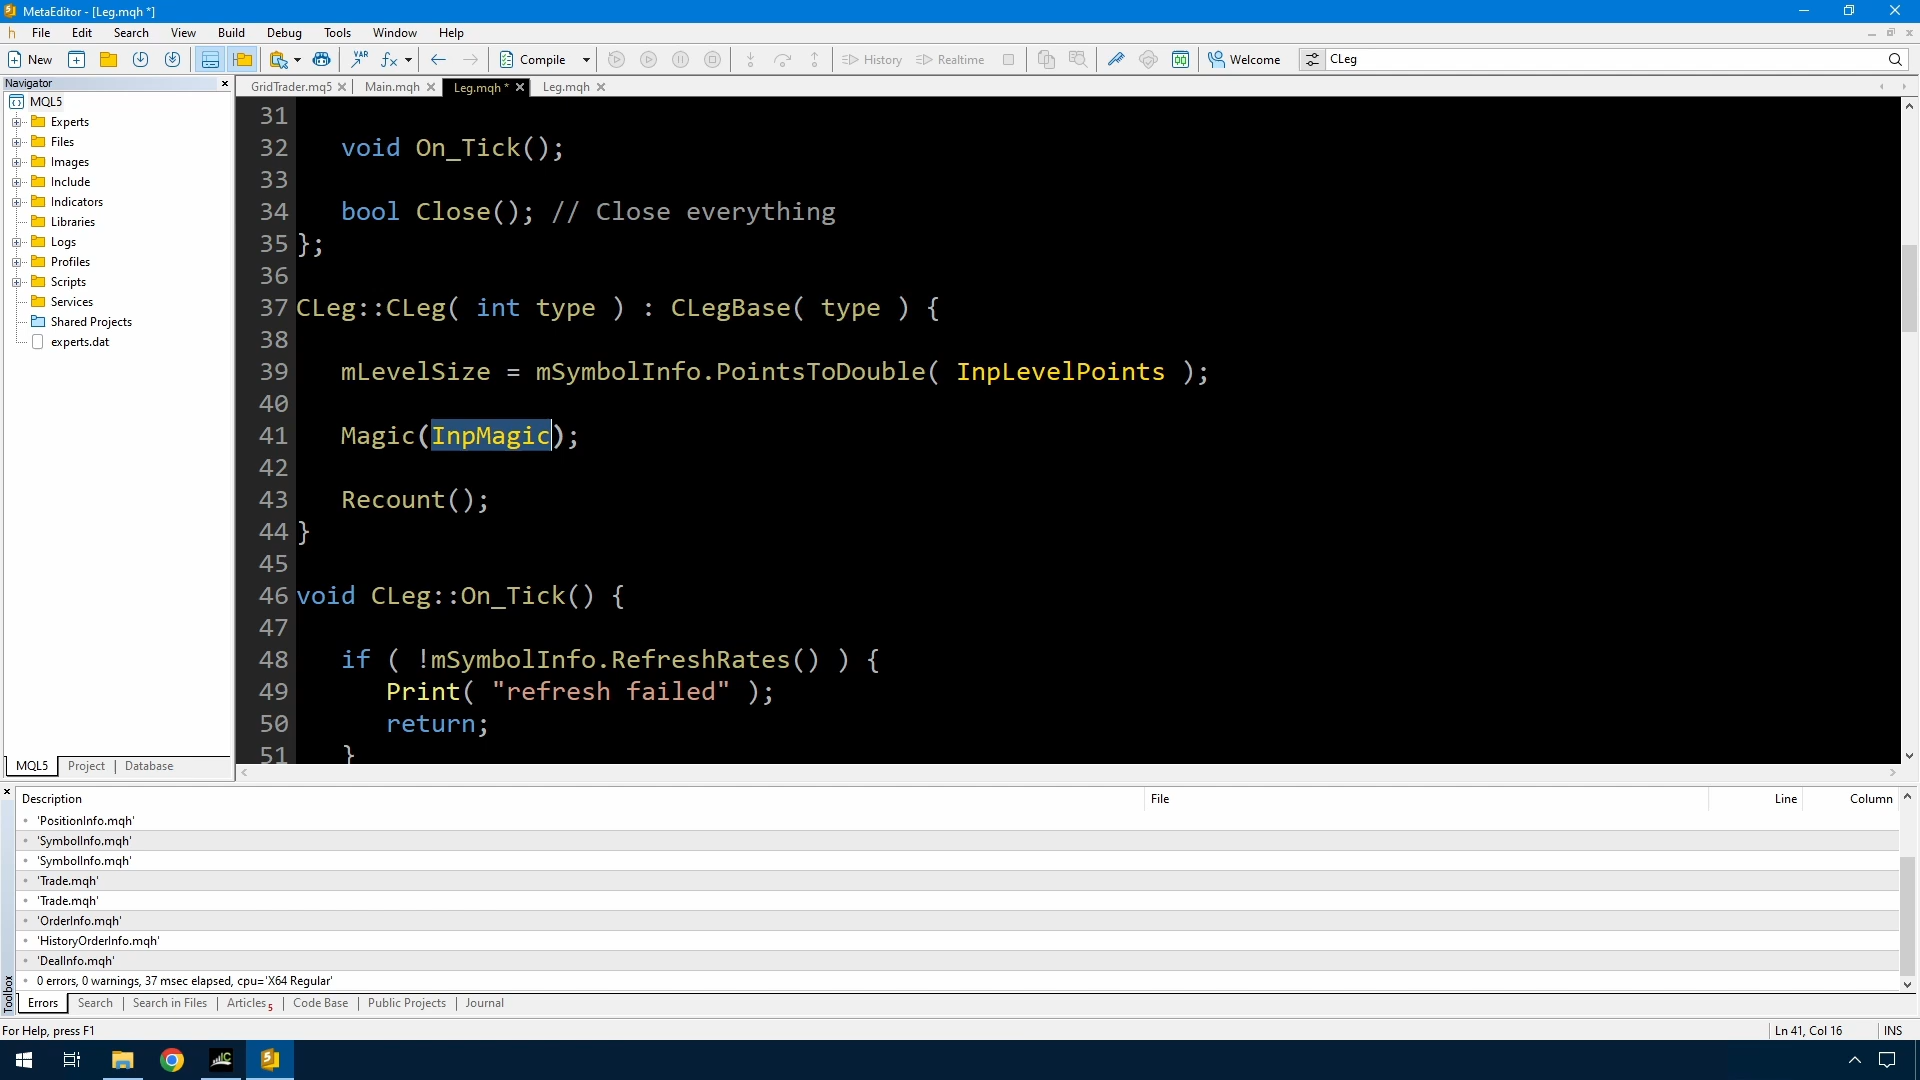 MetaEditor - [Leg.mqh *]
File Edit Search View Build Debug Tools Window Help
New VAR fx Compile History Realtime Welcome CLeg
Navigator
GridTrader.mq5 Main.mqh Leg.mqh * Leg.mqh
MQL5
Experts
Files
Images
Include
Indicators
Libraries
Logs
Profiles
Scripts
Services
Shared Projects
experts.dat
MQL5 Project Database
31
32 void On_Tick();
33
34 bool Close(); // Close everything
35 };
36
37 CLeg::CLeg( int type ) : CLegBase( type ) {
38
39 mLevelSize = mSymbolInfo.PointsToDouble( InpLevelPoints );
40
41 Magic(InpMagic);
42
43 Recount();
44 }
45
46 void CLeg::On_Tick() {
47
48 if ( !mSymbolInfo.RefreshRates() ) {
49 Print( "refresh failed" );
50 return;
51 }
Description File Line Column
'PositionInfo.mqh'
'SymbolInfo.mqh'
'SymbolInfo.mqh'
'Trade.mqh'
'Trade.mqh'
'OrderInfo.mqh'
'HistoryOrderInfo.mqh'
'DealInfo.mqh'
0 errors, 0 warnings, 37 msec elapsed, cpu='X64 Regular'
Toolbox
Errors Search Search in Files Articles 5 Code Base Public Projects Journal
For Help, press F1 Ln 41, Col 16 INS